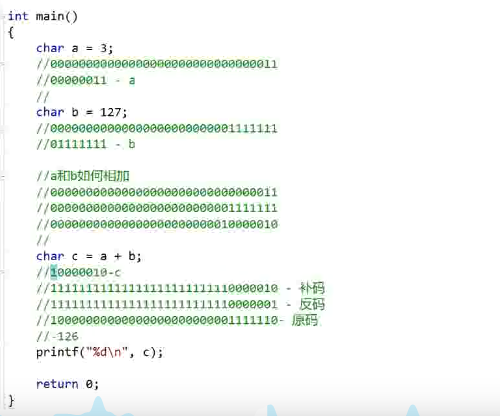 int main()
{
char a = 3;
//00000000000000000000000000000011
//00000011 - a
//
char b = 127;
//00000000000000000000000001111111
//01111111 - b
//a和b如何相加
//00000000000000000000000000000011
//00000000000000000000000001111111
//00000000000000000000000010000010
//
char c = a + b;
//10000010-c
//11111111111111111111111110000010 - 补码
//11111111111111111111111110000001 - 反码
//10000000000000000000000001111110- 原码
//-126
printf("%d\n", c);
return 0;
}